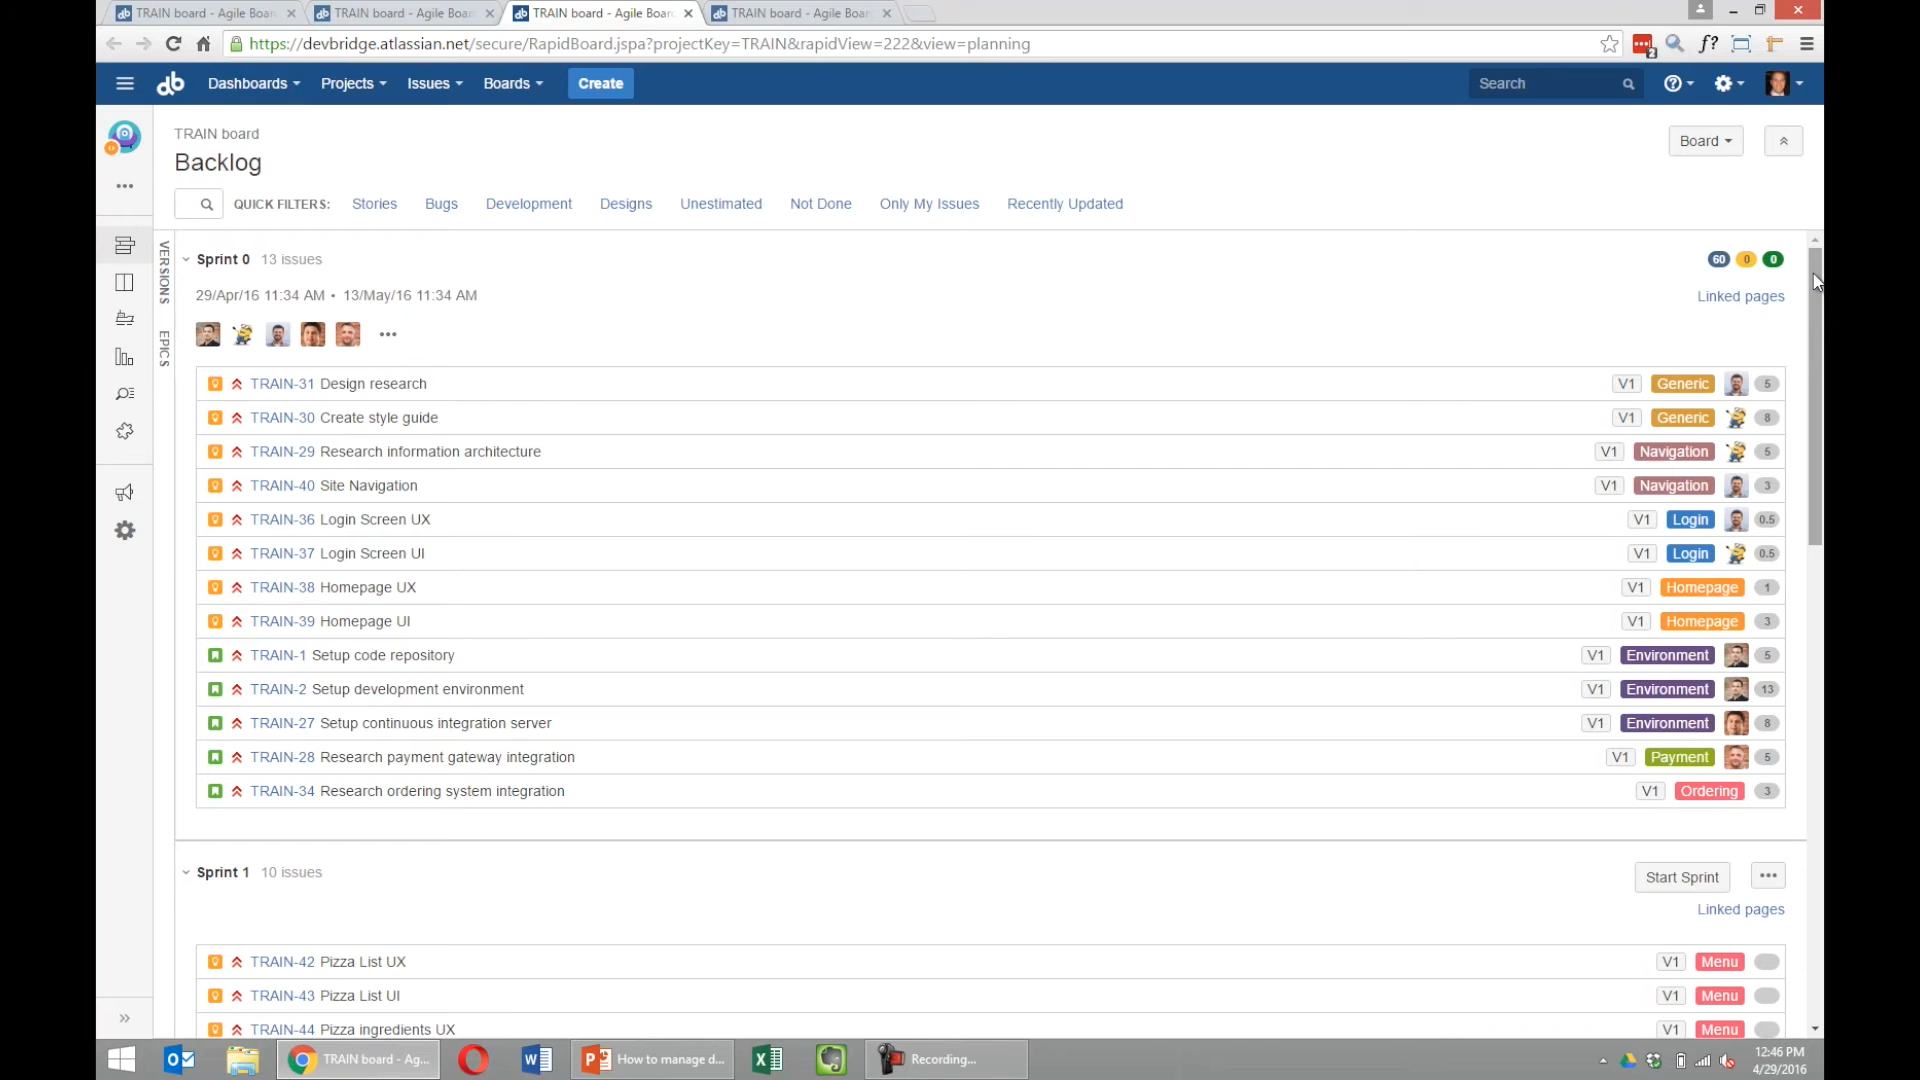 TRAIN board - Agile Boar
TRAIN board - Agile Boa
TRAIN board - Agile Boar
TRAIN board - Agile Boar
https://devbridge.atlassian.net/secure/RapidBoard.jspa?projectKey=TRAIN&rapidView=222&view=planning
2
f?
db Dashboards Projects Issues Boards Create Search
TRAIN board
Board
Backlog
QUICK FILTERS: Stories Bugs Development Designs Unestimated Not Done Only My Issues Recently Updated
VERSIONS
EPICS
Sprint 0 13 issues 60 0 0
29/Apr/16 11:34 AM • 13/May/16 11:34 AM Linked pages
TRAIN-31 Design research V1 Generic 5
TRAIN-30 Create style guide V1 Generic 8
TRAIN-29 Research information architecture V1 Navigation 5
TRAIN-40 Site Navigation V1 Navigation 3
TRAIN-36 Login Screen UX V1 Login 0.5
TRAIN-37 Login Screen UI V1 Login 0.5
TRAIN-38 Homepage UX V1 Homepage 1
TRAIN-39 Homepage UI V1 Homepage 3
TRAIN-1 Setup code repository V1 Environment 5
TRAIN-2 Setup development environment V1 Environment 13
TRAIN-27 Setup continuous integration server V1 Environment 8
TRAIN-28 Research payment gateway integration V1 Payment 5
TRAIN-34 Research ordering system integration V1 Ordering 3
Sprint 1 10 issues Start Sprint
Linked pages
TRAIN-42 Pizza List UX V1 Menu
TRAIN-43 Pizza List UI V1 Menu
TRAIN-44 Pizza ingredients UX V1 Menu
TRAIN board - Ag...
How to manage d...
Recording...
12:46 PM
4/29/2016